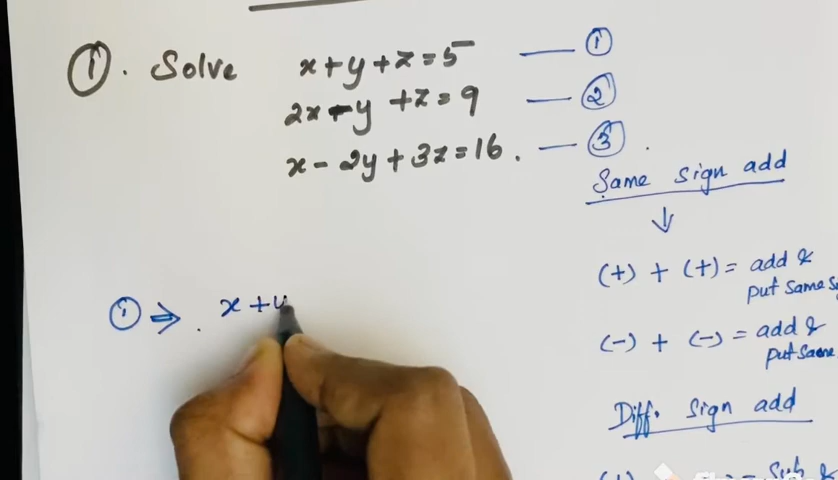 ① . Solve x+y+z=5 — ①
2x-y+z=9 — ②
x-2y+3z=16. — ③.
Same sign add
↓
(+) + (+) = add &
put same
(-) + (-) = add &
put same
① ⇒ . x+y
Diff. sign add
= Sub &